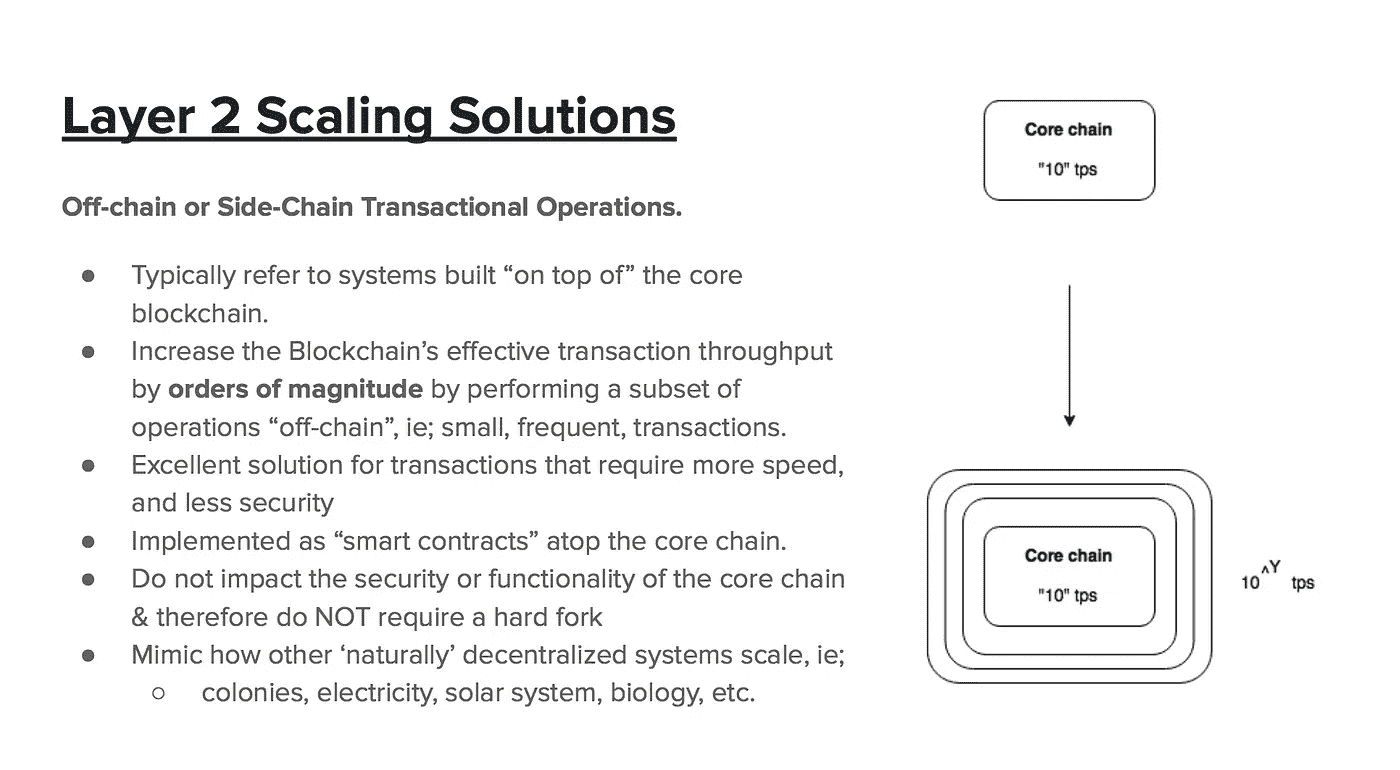 Layer 2 Scaling Solutions
Off-chain or Side-Chain Transactional Operations.
● Typically refer to systems built “on top of” the core
blockchain.
● Increase the Blockchain’s effective transaction throughput
by orders of magnitude by performing a subset of
operations “off-chain”, ie; small, frequent, transactions.
● Excellent solution for transactions that require more speed,
and less security
● Implemented as “smart contracts” atop the core chain.
● Do not impact the security or functionality of the core chain
& therefore do NOT require a hard fork
● Mimic how other ‘naturally’ decentralized systems scale, ie;
○ colonies, electricity, solar system, biology, etc.
Core chain
"10" tps
Core chain
"10" tps
10^Y tps